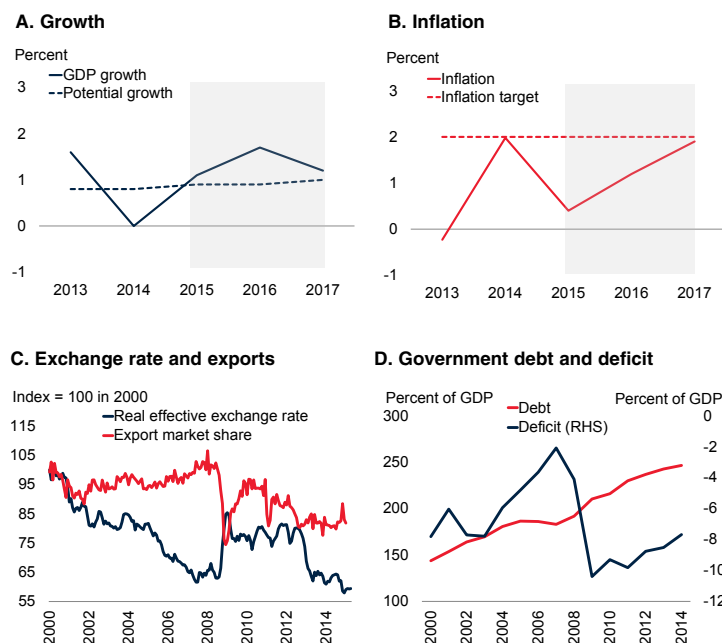 A. Growth
Percent
GDP growth
Potential growth
3
2
1
0
-1
2013 2014 2015 2016 2017
B. Inflation
Percent
Inflation
Inflation target
3
2
1
0
-1
2013 2014 2015 2016 2017
C. Exchange rate and exports
Index = 100 in 2000
Real effective exchange rate
Export market share
115
105
95
85
75
65
55
2000 2002 2004 2006 2008 2010 2012 2014
D. Government debt and deficit
Percent of GDP Percent of GDP
Debt
Deficit (RHS)
300 0
-2
250
-4
200 -6
-8
150
-10
100 -12
2000 2002 2004 2006 2008 2010 2012 2014